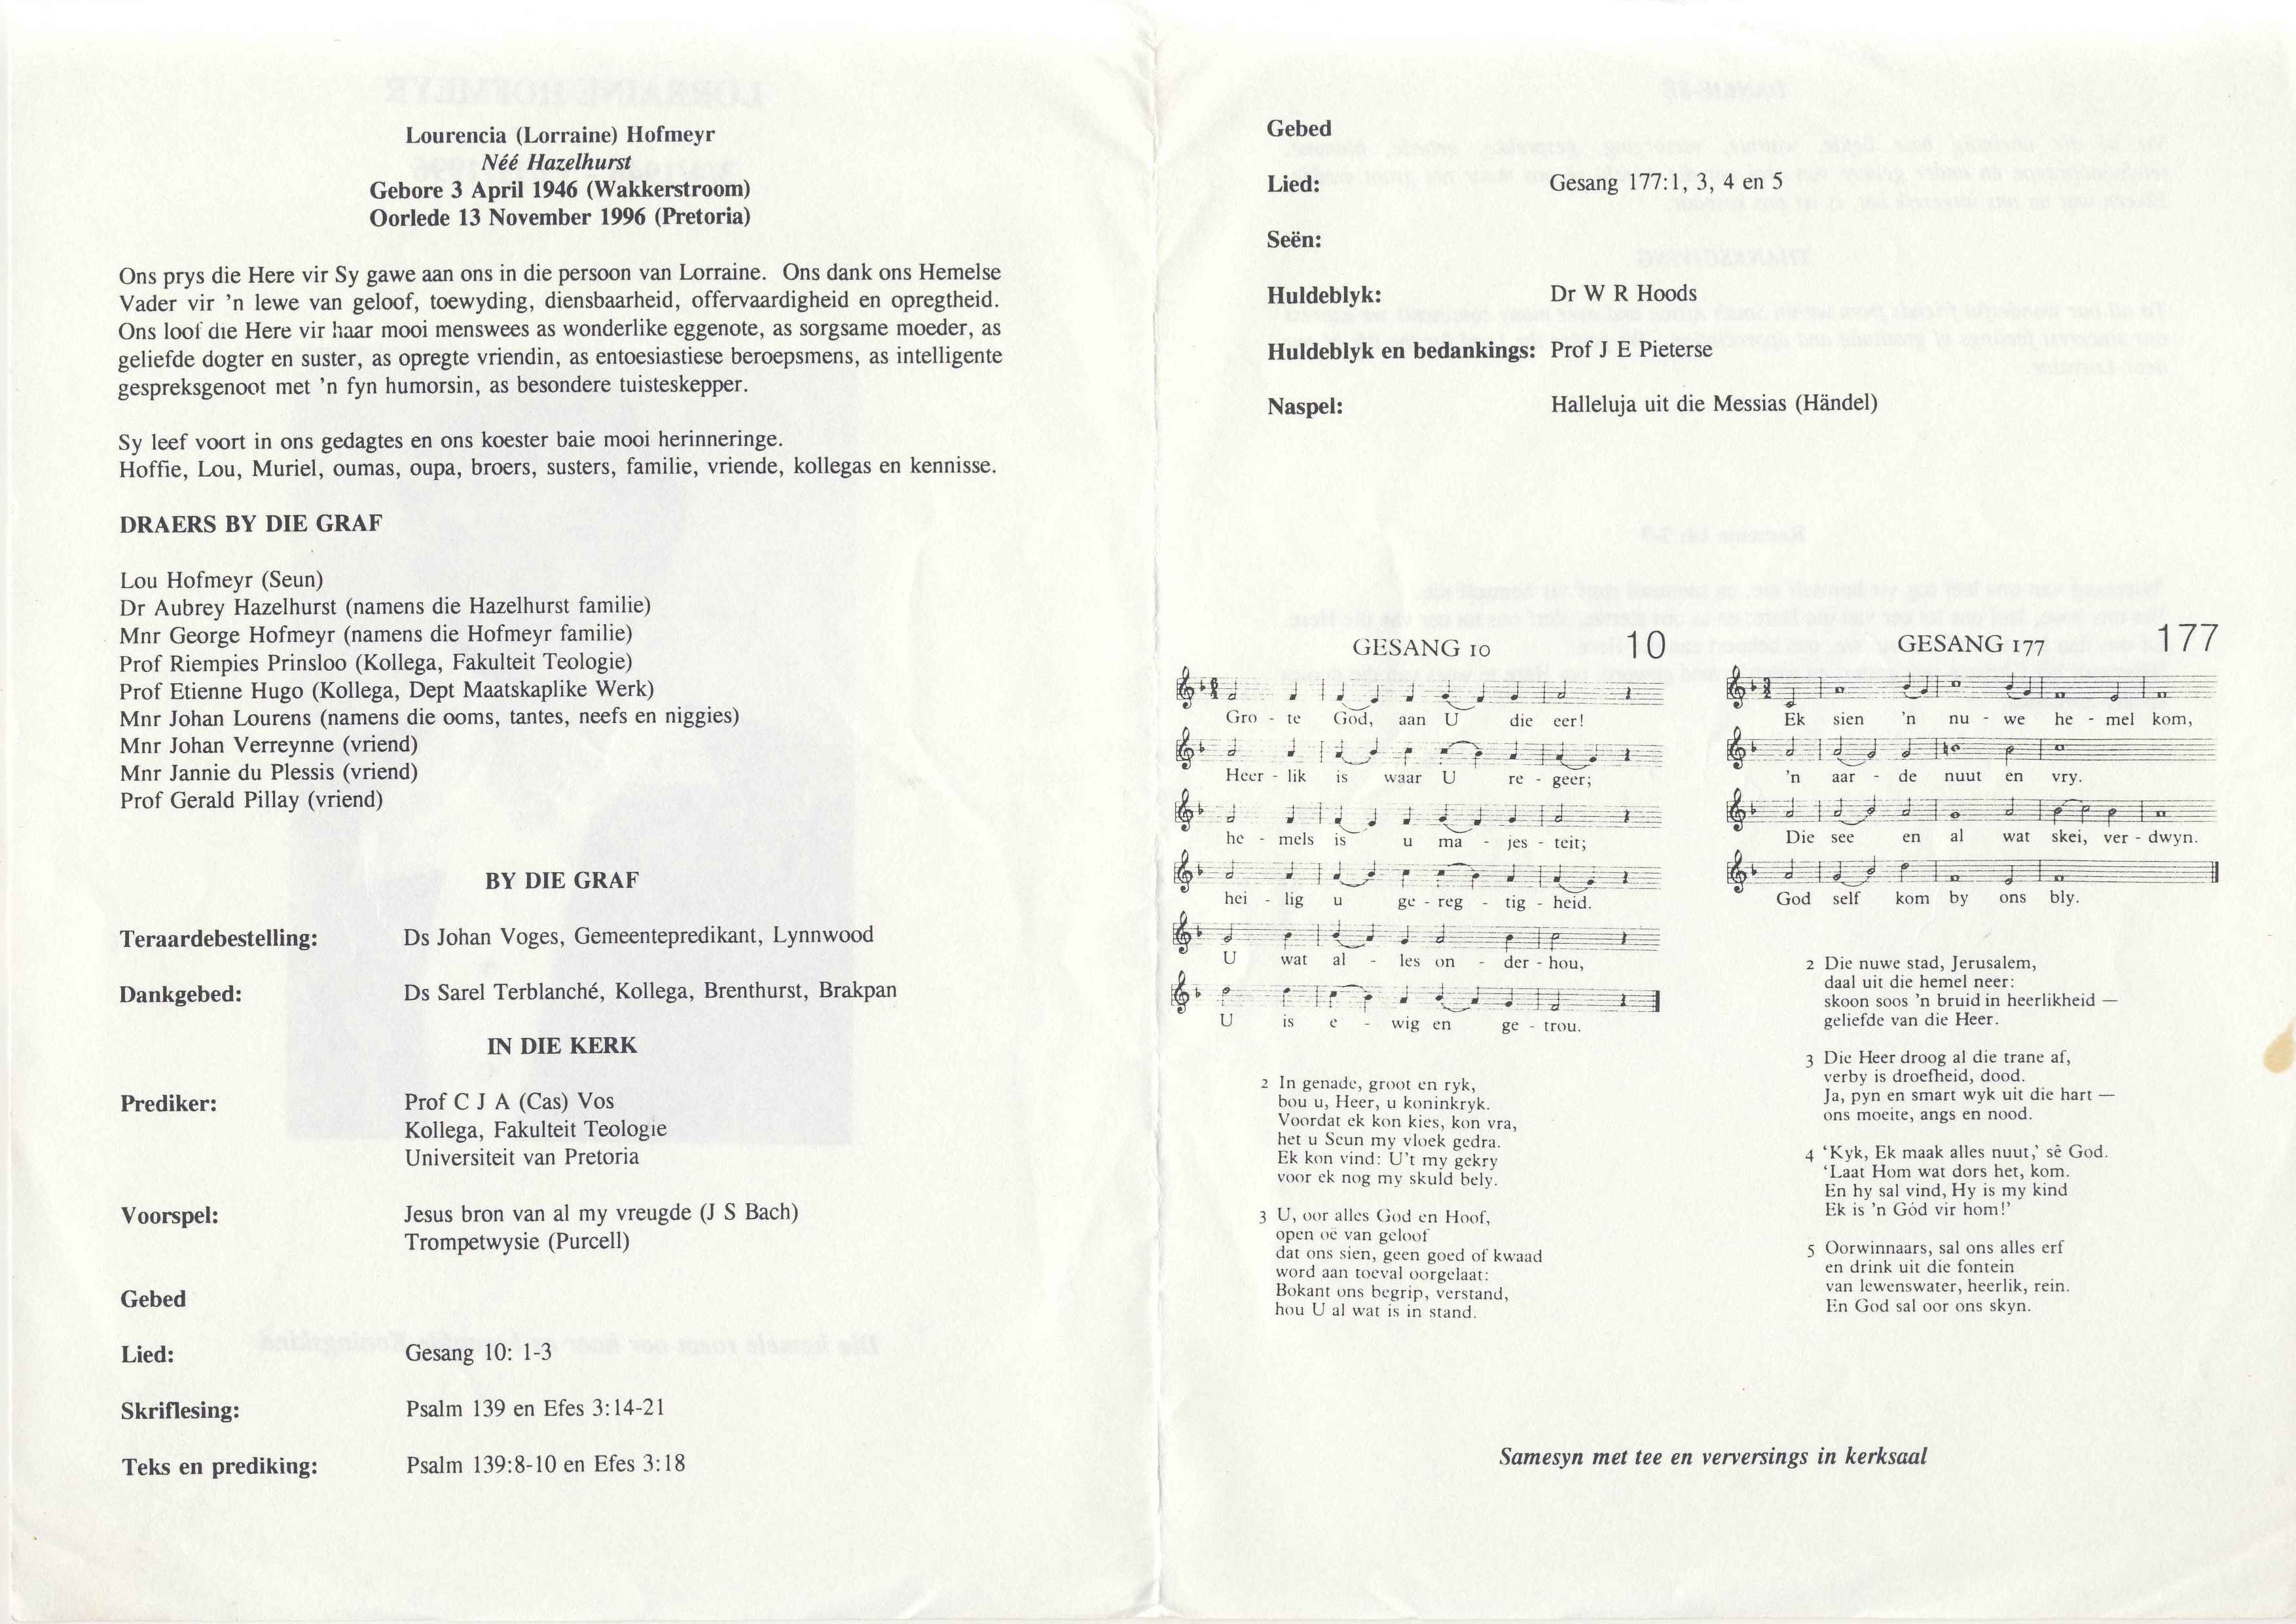 Lourencia (Lorraine) Hofmeyr
Néé Hazelhurst
Gebore 3 April 1946 (Wakkerstroom)
Oorlede 13 November 1996 (Pretoria)
Ons prys die Here vir Sy gawe aan ons in die persoon van Lorraine. Ons dank ons Hemelse
Vader vir 'n lewe van geloof, toewyding, diensbaarheid, offervaardigheid en opregtheid.
Ons loof die Here vir haar mooi menswees as wonderlike eggenote, as sorgsame moeder, as
geliefde dogter en suster, as opregte vriendin, as entoesiastiese beroepsmens, as intelligente
gespreksgenoot met 'n fyn humorsin, as besondere tuisteskepper.
Sy leef voort in ons gedagtes en ons koester baie mooi herinneringe.
Hoffie, Lou, Muriel, oumas, oupa, broers, susters, familie, vriende, kollegas en kennisse.
DRAERS BY DIE GRAF
Lou Hofmeyr (Seun)
Dr Aubrey Hazelhurst (namens die Hazelhurst familie)
Mnr George Hofmeyr (namens die Hofmeyr familie)
Prof Riempies Prinsloo (Kollega, Fakulteit Teologie)
Prof Etienne Hugo (Kollega, Dept Maatskaplike Werk)
Mnr Johan Lourens (namens die ooms, tantes, neefs en niggies)
Mnr Johan Verreynne (vriend)
Mnr Jannie du Plessis (vriend)
Prof Gerald Pillay (vriend)
BY DIE GRAF
Teraardebestelling: Ds Johan Voges, Gemeentepredikant, Lynnwood
Dankgebed: Ds Sarel Terblanché, Kollega, Brenthurst, Brakpan
IN DIE KERK
Prediker: Prof C J A (Cas) Vos
Kollega, Fakulteit Teologie
Universiteit van Pretoria
Voorspel: Jesus bron van al my vreugde (J S Bach)
Trompetwysie (Purcell)
Gebed
Lied: Gesang 10: 1-3
Skriflesing: Psalm 139 en Efes 3:14-21
Teks en prediking: Psalm 139:8-10 en Efes 3:18
Gebed
Lied: Gesang 177:1, 3, 4 en 5
Seën:
Huldeblyk: Dr W R Hoods
Huldeblyk en bedankings: Prof J E Pieterse
Naspel: Halleluja uit die Messias (Händel)
GESANG 10 10
Gro - te God, aan U die eer!
Heer - lik is waar U re - geer;
he - mels is u ma - jes - teit;
hei - lig u ge - reg - tig - heid.
U wat al - les on - der - hou,
U is e - wig en ge - trou.
2 In genade, groot en ryk,
bou u, Heer, u koninkryk.
Voordat ek kon kies, kon vra,
het u Seun my vloek gedra.
Ek kon vind: U't my gekry
voor ek nog my skuld bely.
3 U, oor alles God en Hoof,
open oë van geloof
dat ons sien, geen goed of kwaad
word aan toeval oorgelaat:
Bokant ons begrip, verstand,
hou U al wat is in stand.
GESANG 177 177
Ek sien 'n nu - we he - mel kom,
'n aar - de nuut en vry.
Die see en al wat skei, ver - dwyn.
God self kom by ons bly.
2 Die nuwe stad, Jerusalem,
daal uit die hemel neer:
skoon soos 'n bruid in heerlikheid —
geliefde van die Heer.
3 Die Heer droog al die trane af,
verby is droefheid, dood.
Ja, pyn en smart wyk uit die hart —
ons moeite, angs en nood.
4 'Kyk, Ek maak alles nuut,' sê God.
'Laat Hom wat dors het, kom.
En hy sal vind, Hy is my kind
Ek is 'n God vir hom!'
5 Oorwinnaars, sal ons alles erf
en drink uit die fontein
van lewenswater, heerlik, rein.
En God sal oor ons skyn.
Samesyn met tee en verversings in kerksaal